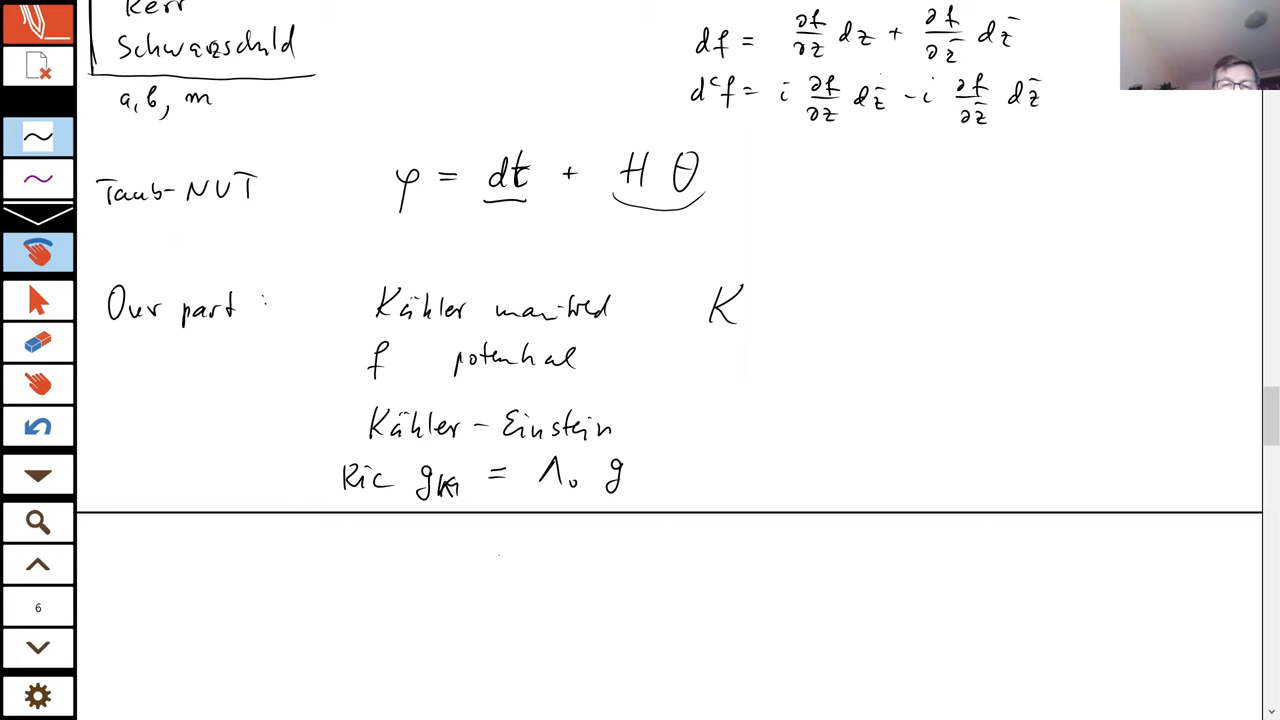 Kerr
Schwarzschild
a, b, m
df = ∂f/∂z dz + ∂f/∂z̄ dz̄
dᶜf = i ∂f/∂z dz̄ - i ∂f/∂z̄ dz̄
Taub-NUT φ = dt + H θ
Our part : Kähler manifold K
f potential
Kähler - Einstein
Ric g_K = Λ₀ g
6